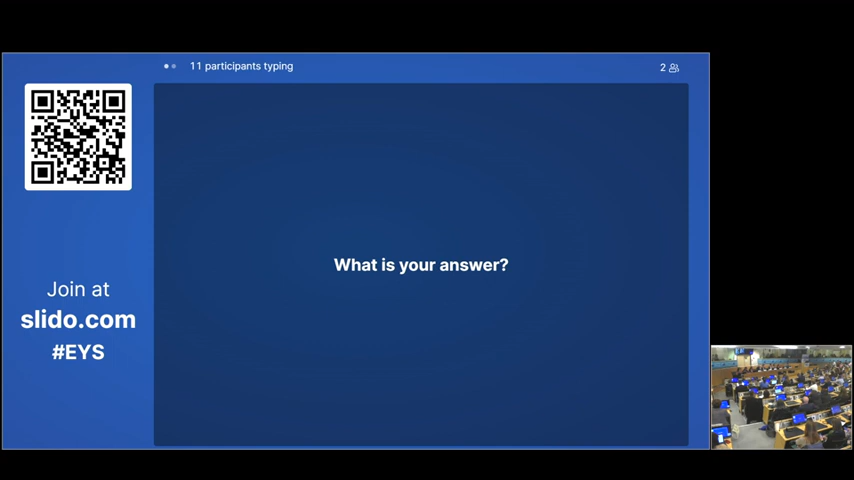 11 participants typing
2
What is your answer?
Join at
slido.com
#EYS